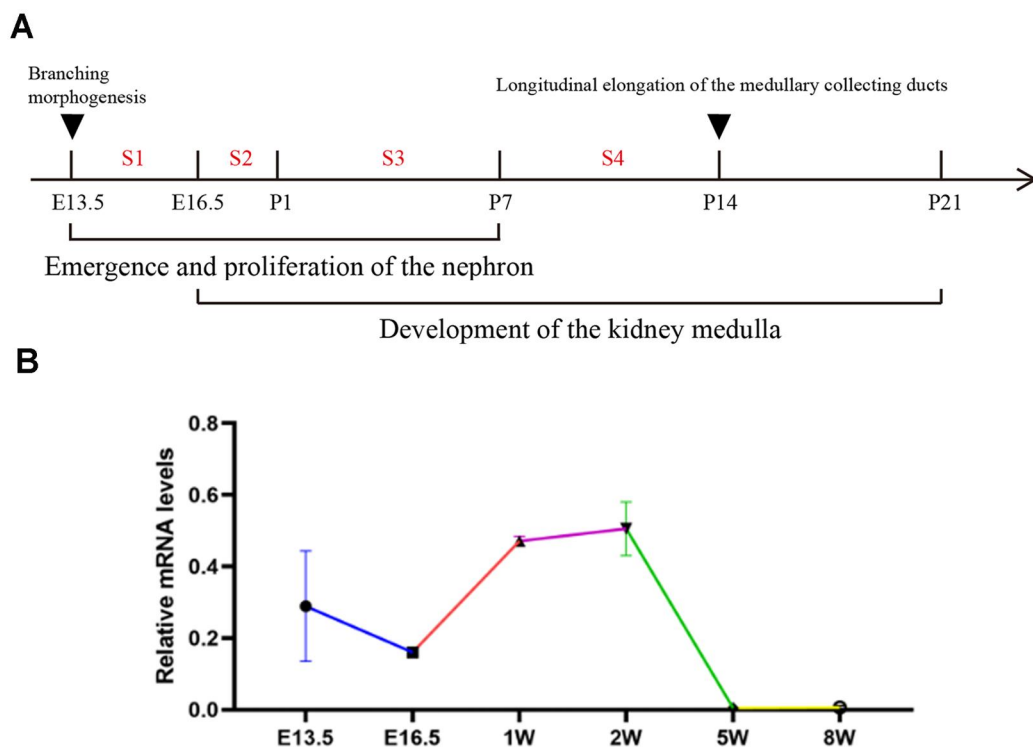 A
Branching
morphogenesis
Longitudinal elongation of the medullary collecting ducts
S1 S2 S3 S4
E13.5 E16.5 P1 P7 P14 P21
Emergence and proliferation of the nephron
Development of the kidney medulla
B
Relative mRNA levels
0.8
0.6
0.4
0.2
0.0
E13.5 E16.5 1W 2W 5W 8W